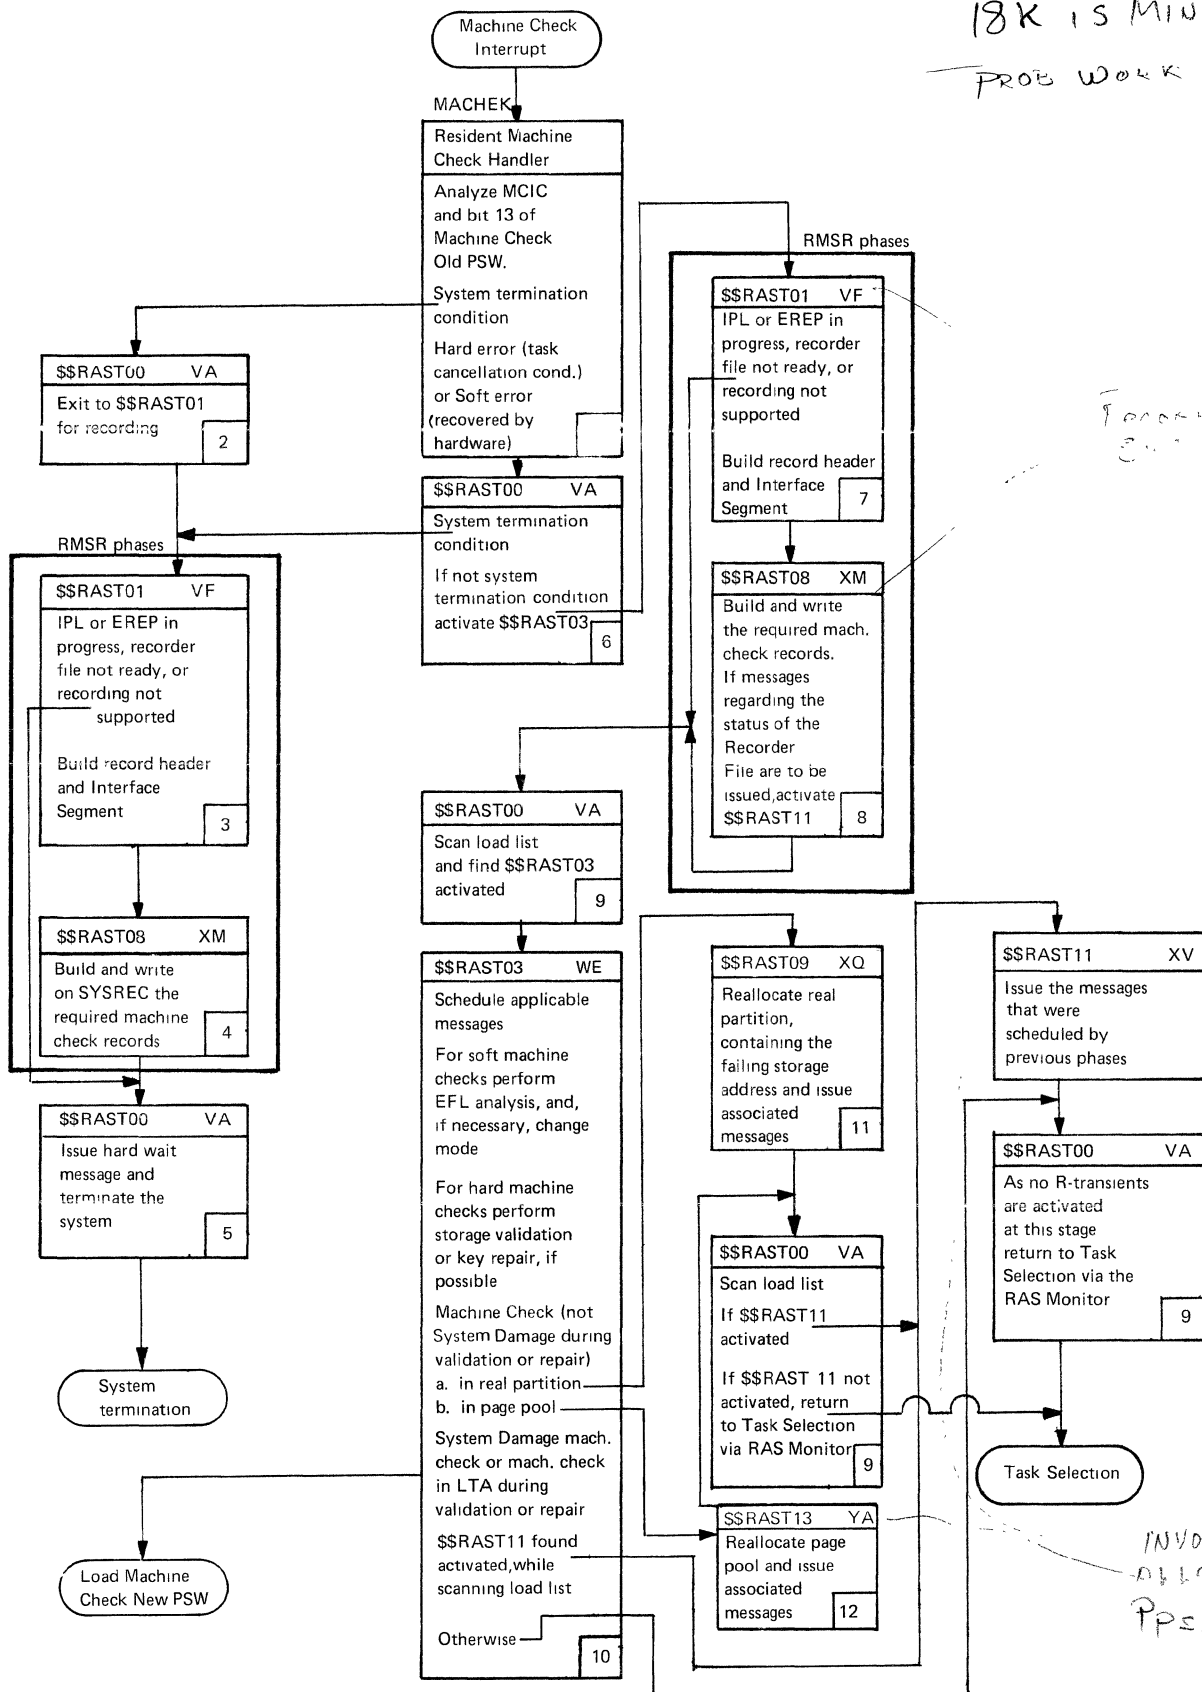 Machine Check
Interrupt
18K IS MIN
PROB WORK
MACHEK
Resident Machine
Check Handler
Analyze MCIC
and bit 13 of
Machine Check
Old PSW.
System termination
condition
Hard error (task
cancellation cond.)
or Soft error
(recovered by
hardware)
$$RAST00 VA
Exit to $$RAST01
for recording
2
$$RAST00 VA
System termination
condition
If not system
termination condition
activate $$RAST03
6
RMSR phases
$$RAST01 VF
IPL or EREP in
progress, recorder
file not ready, or
recording not
supported
Build record header
and Interface
Segment
7
$$RAST08 XM
Build and write
the required mach.
check records.
If messages
regarding the
status of the
Recorder
File are to be
issued,activate
$$RAST11
8
RMSR phases
$$RAST01 VF
IPL or EREP in
progress, recorder
file not ready, or
recording not
supported
Build record header
and Interface
Segment
3
$$RAST08 XM
Build and write
on SYSREC the
required machine
check records
4
$$RAST00 VA
Issue hard wait
message and
terminate the
system
5
System
termination
Load Machine
Check New PSW
$$RAST00 VA
Scan load list
and find $$RAST03
activated
9
$$RAST03 WE
Schedule applicable
messages
For soft machine
checks perform
EFL analysis, and,
if necessary, change
mode
For hard machine
checks perform
storage validation
or key repair, if
possible
Machine Check (not
System Damage during
validation or repair)
a. in real partition
b. in page pool
System Damage mach.
check or mach. check
in LTA during
validation or repair
$$RAST11 found
activated,while
scanning load list
Otherwise
10
$$RAST09 XQ
Reallocate real
partition,
containing the
failing storage
address and issue
associated
messages
11
$$RAST00 VA
Scan load list
If $$RAST11
activated
If $$RAST 11 not
activated, return
to Task Selection
via RAS Monitor
9
$$RAST13 YA
Reallocate page
pool and issue
associated
messages
12
$$RAST11 XV
Issue the messages
that were
scheduled by
previous phases
$$RAST00 VA
As no R-transients
are activated
at this stage
return to Task
Selection via the
RAS Monitor
9
Task Selection
INVO